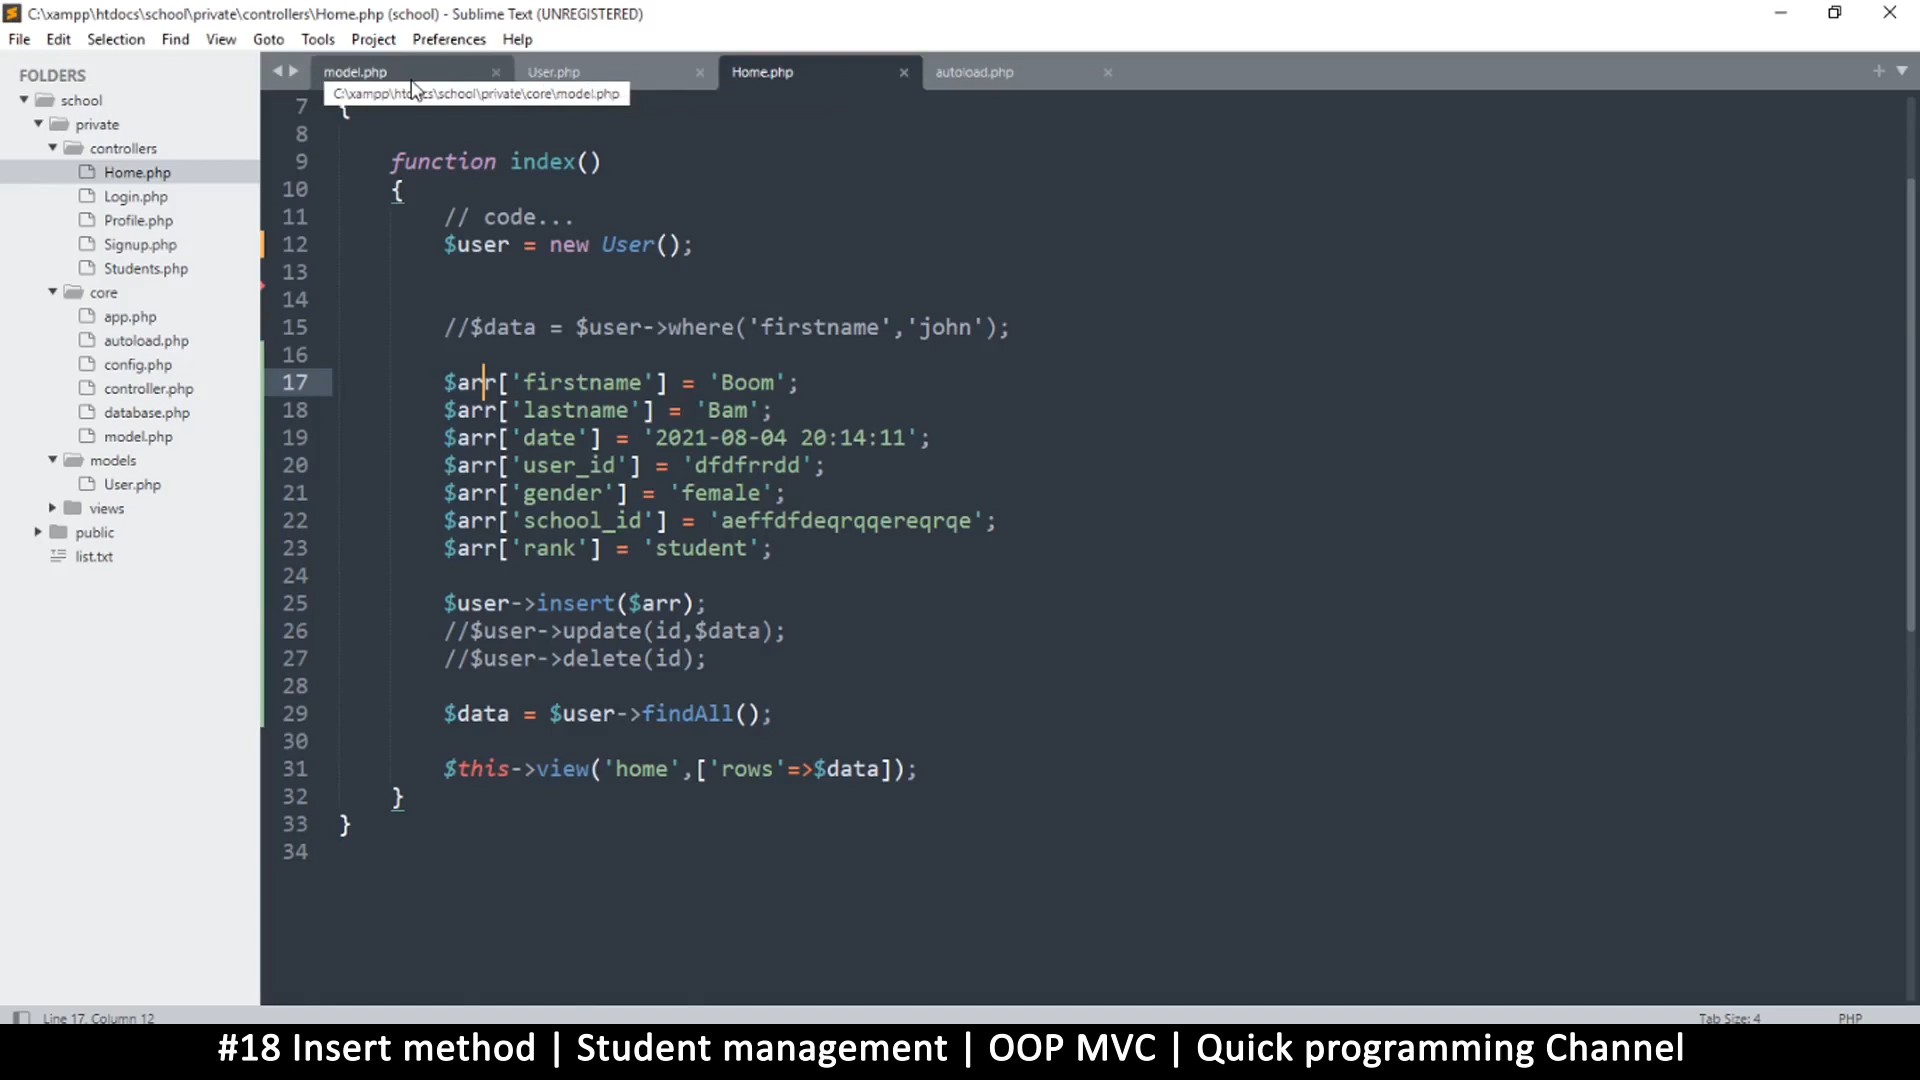 C:\xampp\htdocs\school\private\controllers\Home.php (school) - Sublime Text (UNREGISTERED)
File Edit Selection Find View Goto Tools Project Preferences Help
FOLDERS
school
private
controllers
Home.php
Login.php
Profile.php
Signup.php
Students.php
core
app.php
autoload.php
config.php
controller.php
database.php
model.php
models
User.php
views
public
list.txt
model.php User.php Home.php autoload.php
C:\xampp\htdocs\school\private\core\model.php
7 {
8
9 function index()
10 {
11 // code...
12 $user = new User();
13
14
15 //$data = $user->where('firstname','john');
16
17 $arr['firstname'] = 'Boom';
18 $arr['lastname'] = 'Bam';
19 $arr['date'] = '2021-08-04 20:14:11';
20 $arr['user_id'] = 'dfdfrrdd';
21 $arr['gender'] = 'female';
22 $arr['school_id'] = 'aeffdfdeqrqqereqrqe';
23 $arr['rank'] = 'student';
24
25 $user->insert($arr);
26 //$user->update(id,$data);
27 //$user->delete(id);
28
29 $data = $user->findAll();
30
31 $this->view('home',['rows'=>$data]);
32 }
33 }
34
Line 17, Column 12 Tab Size: 4 PHP
#18 Insert method | Student management | OOP MVC | Quick programming Channel